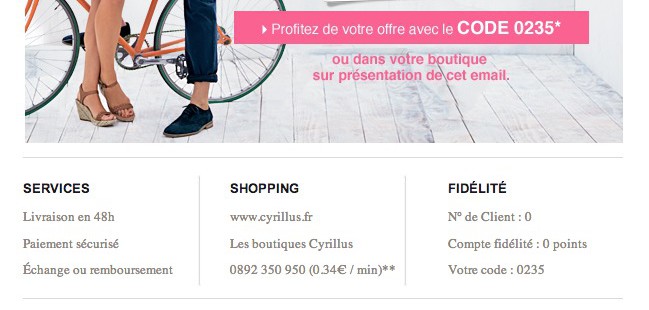 Profitez de votre offre avec le CODE 0235*
ou dans votre boutique
sur présentation de cet email.
SERVICES
Livraison en 48h
Paiement sécurisé
Échange ou remboursement
SHOPPING
www.cyrillus.fr
Les boutiques Cyrillus
0892 350 950 (0.34€ / min)**
FIDÉLITÉ
N° de Client : 0
Compte fidélité : 0 points
Votre code : 0235